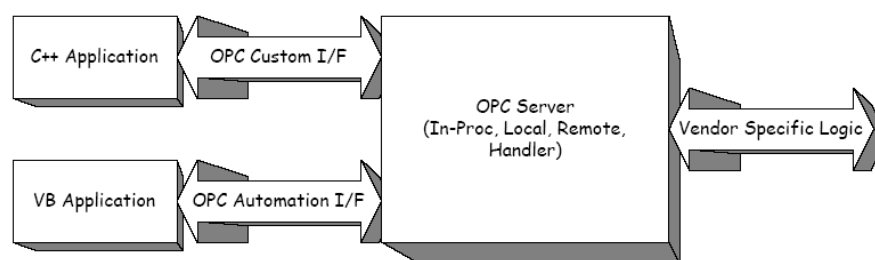 C++ Application
OPC Custom I/F
OPC Server
(In-Proc, Local, Remote,
Handler)
Vendor Specific Logic
VB Application
OPC Automation I/F